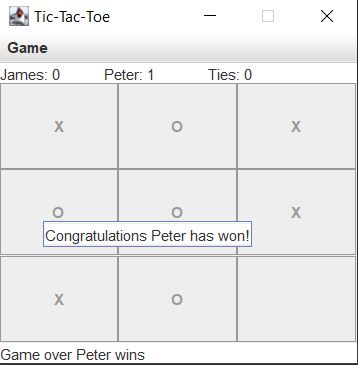 Tic-Tac-Toe
Game
James: 0 Peter: 1 Ties: 0
X O X
O O X
Congratulations Peter has won!
X O
Game over Peter wins